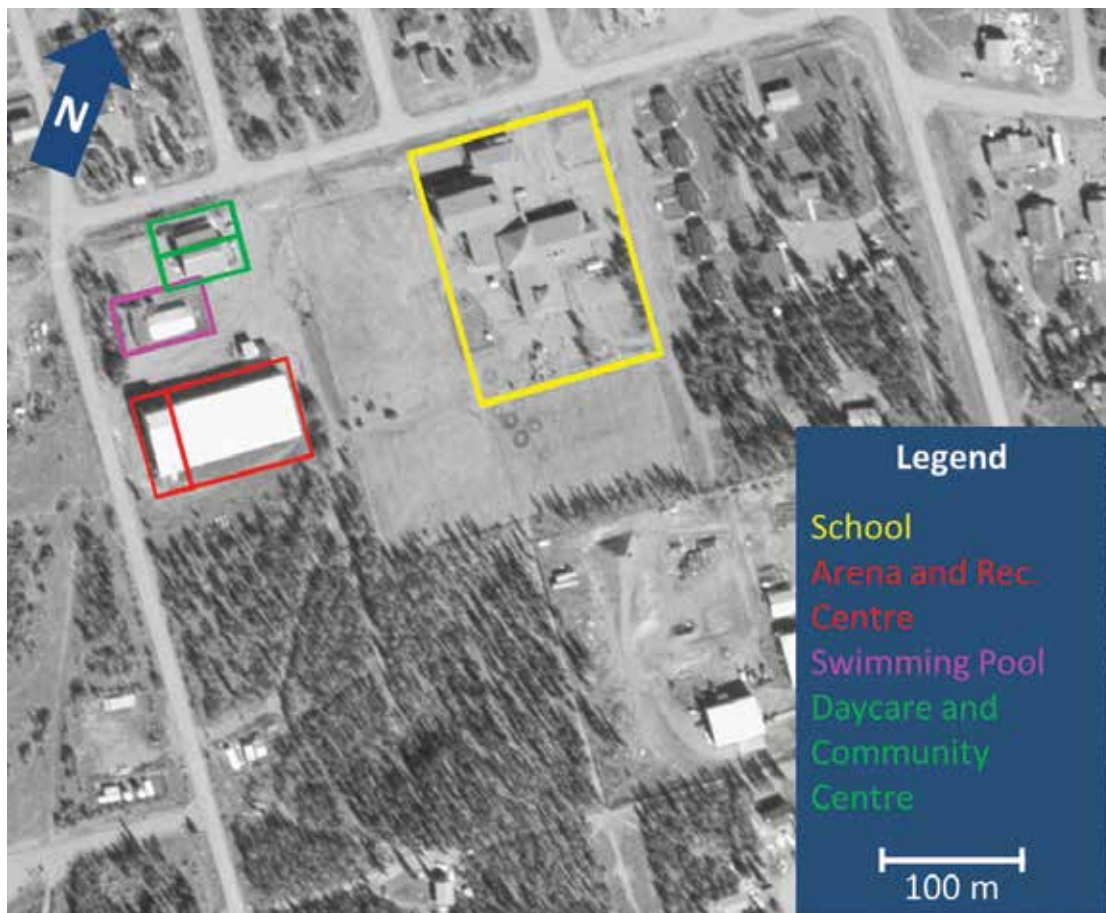 N
Legend
School
Arena and Rec.
Centre
Swimming Pool
Daycare and
Community
Centre
100 m